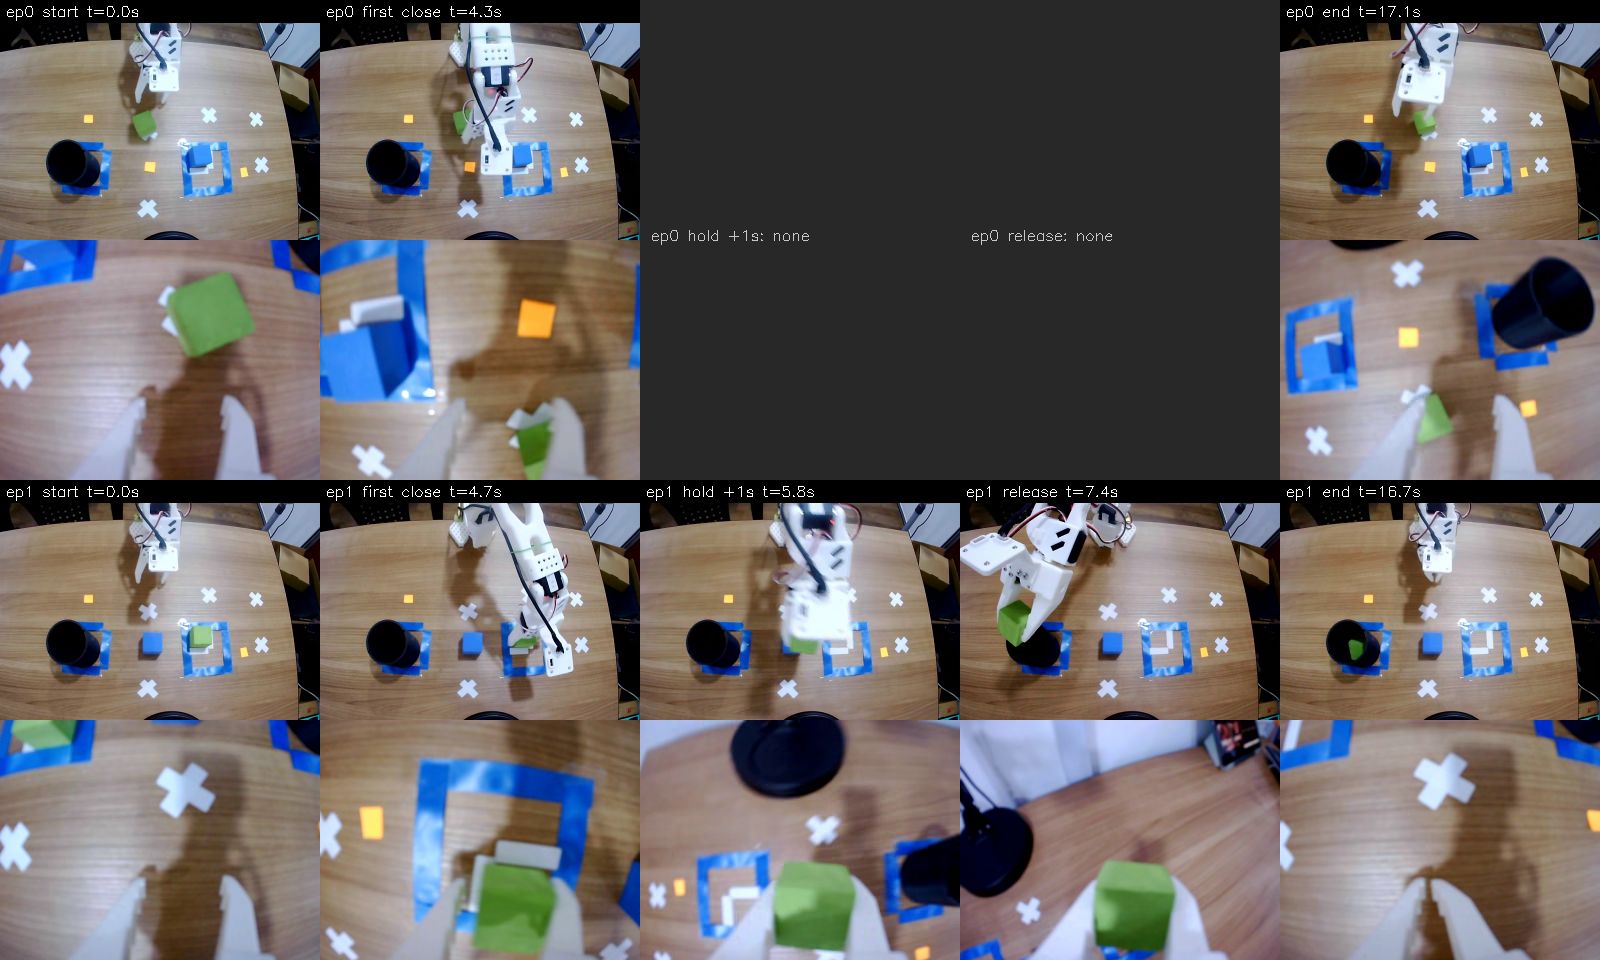 ep0 start t=0.0s
ep0 first close t=4.3s
ep0 hold +1s: none
ep0 release: none
ep0 end t=17.1s
ep1 start t=0.0s
ep1 first close t=4.7s
ep1 hold +1s t=5.8s
ep1 release t=7.4s
ep1 end t=16.7s